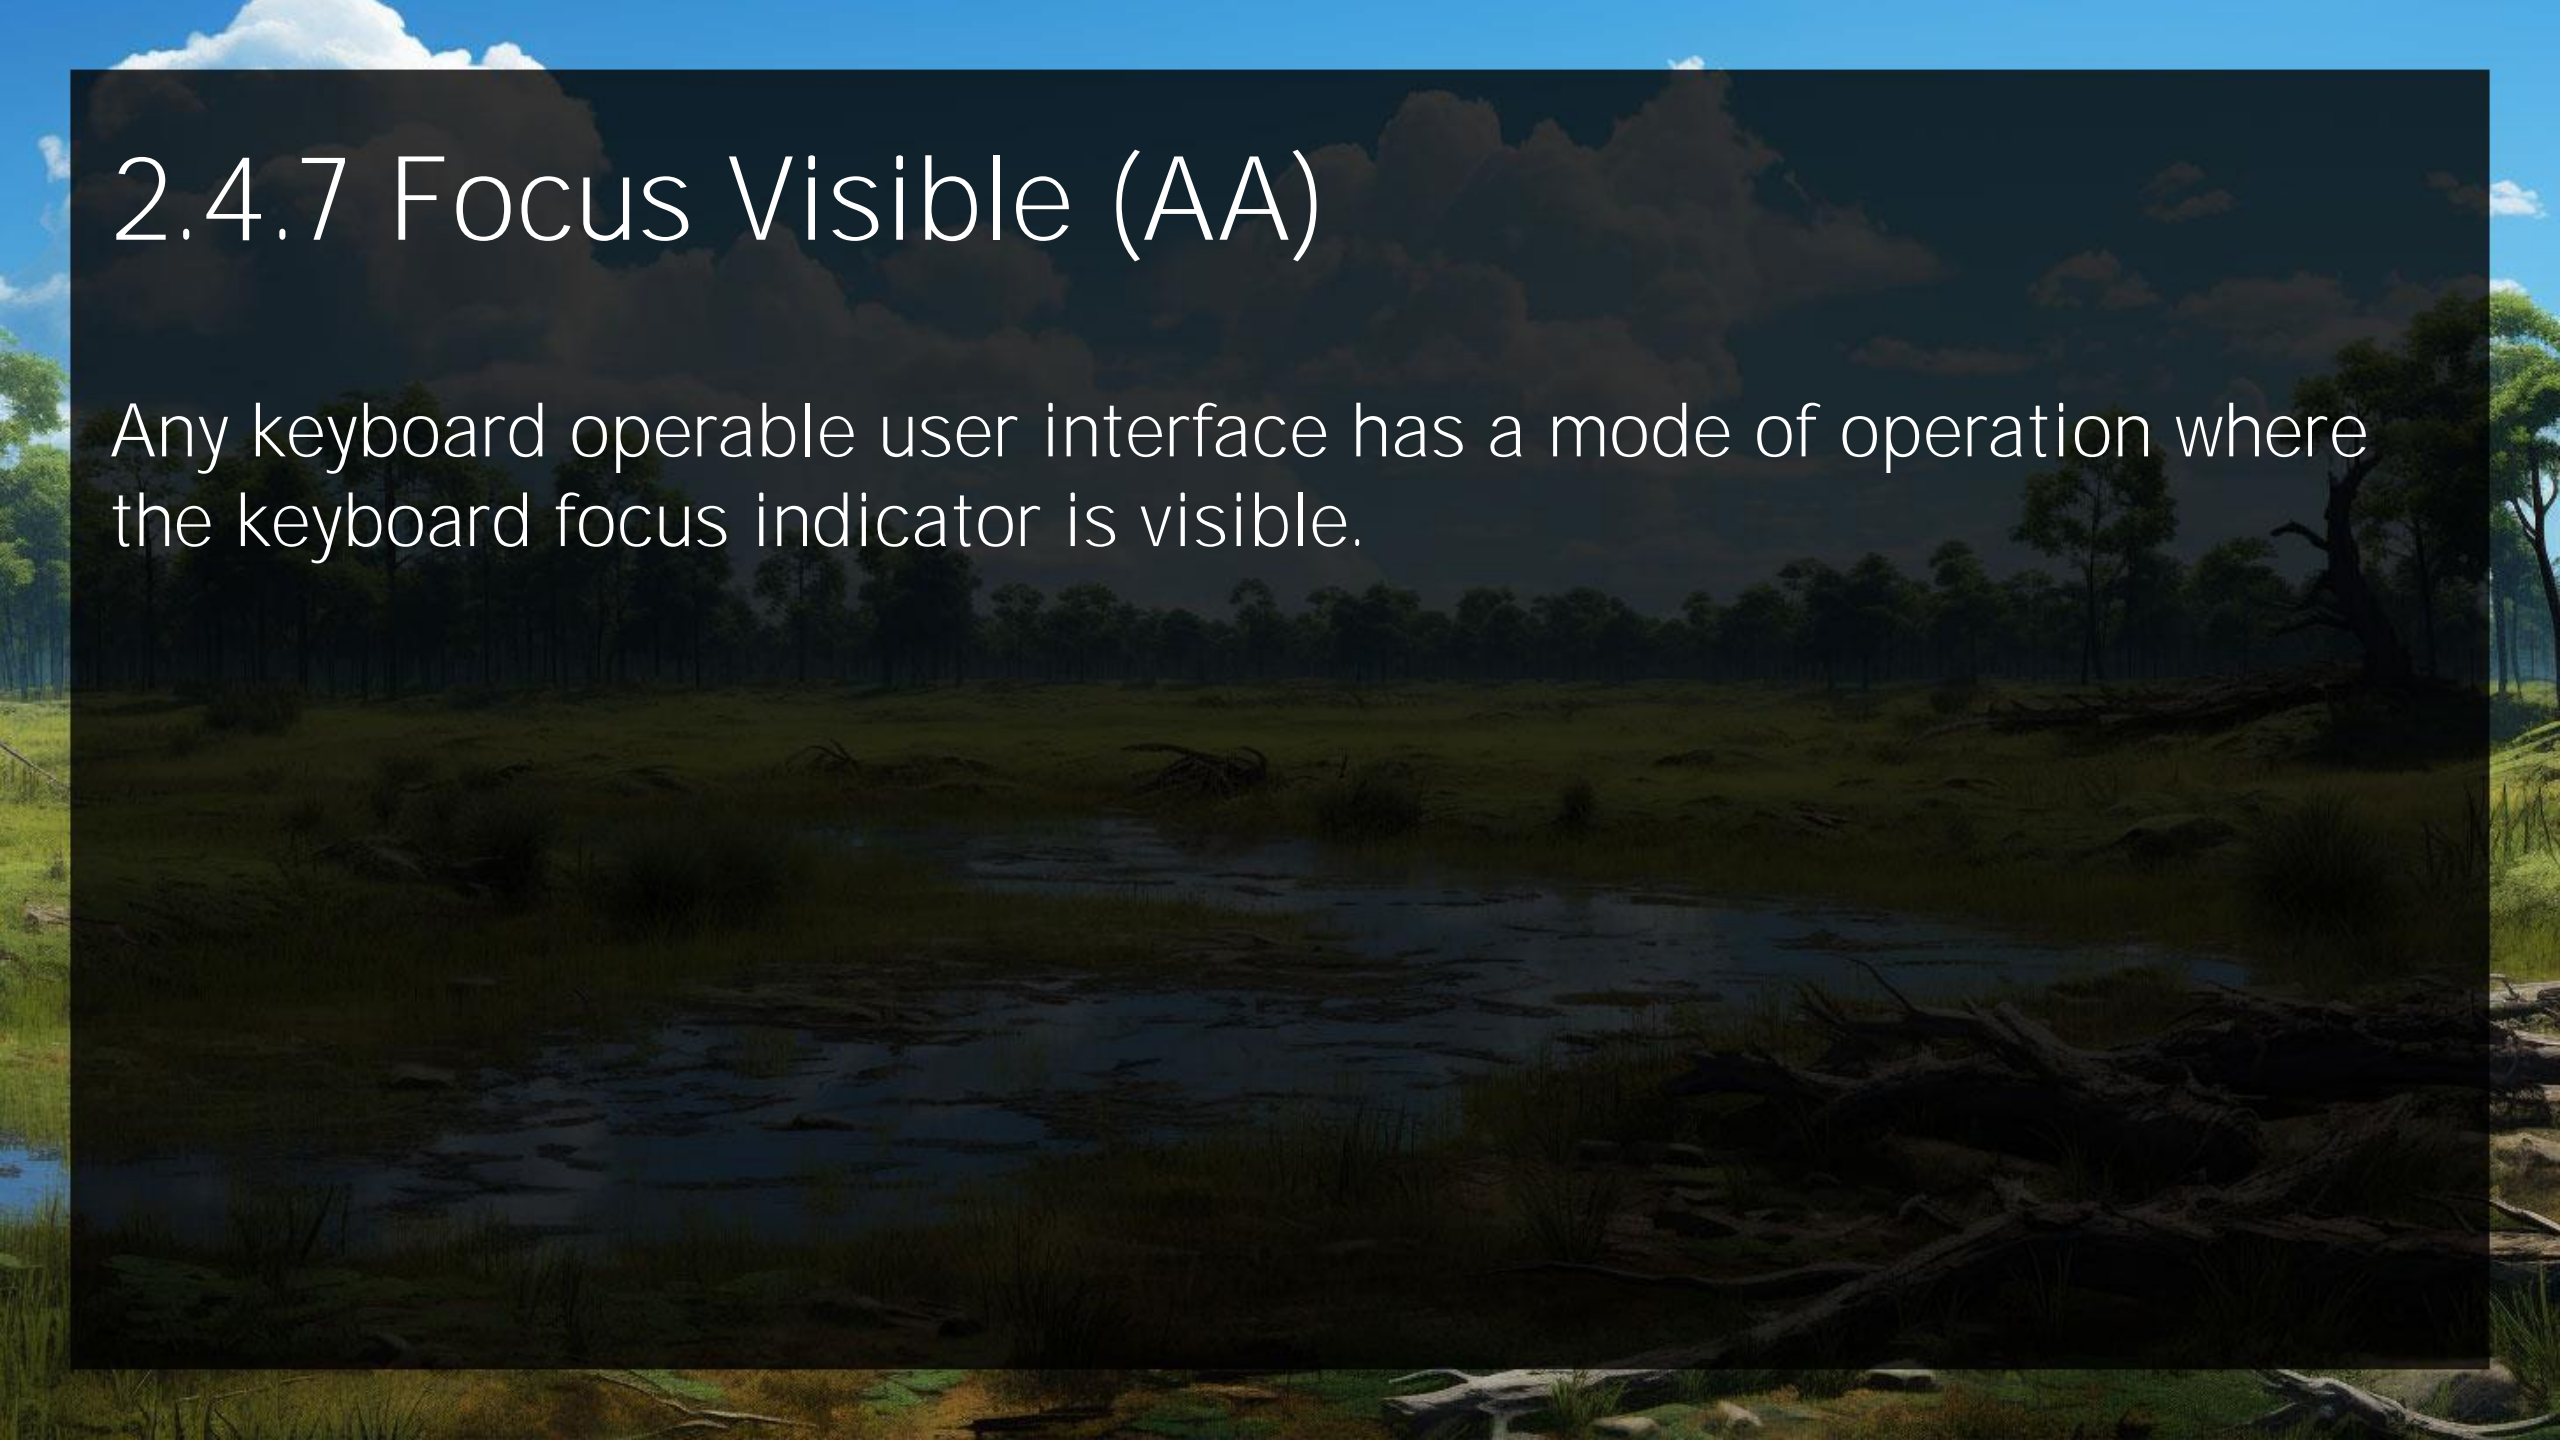 2.4.7 Focus Visible (AA)
Any keyboard operable user interface has a mode of operation where
the keyboard focus indicator is visible.